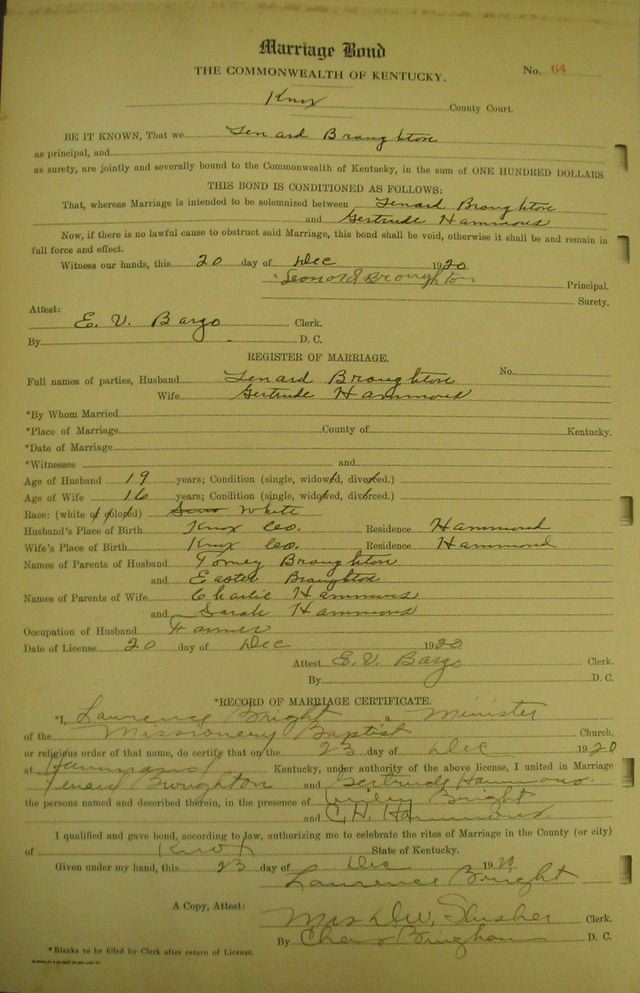 Marriage Bond
THE COMMONWEALTH OF KENTUCKY.
No. 64
Knox County Court.
BE IT KNOWN, That we Lenard Broughton
as principal, and
as surety, are jointly and severally bound to the Commonwealth of Kentucky, in the sum of ONE HUNDRED DOLLARS
THIS BOND IS CONDITIONED AS FOLLOWS:
That, whereas Marriage is intended to be solemnized between Lenard Broughton
and Gertrude Hammons
Now, if there is no lawful cause to obstruct said Marriage, this bond shall be void, otherwise it shall be and remain in
full force and effect.
Witness our hands, this 20 day of Dec 1920
Leonard Broughton Principal.
Surety.
Attest:
E. V. Bargo Clerk.
By D. C.
REGISTER OF MARRIAGE.
Full names of parties, Husband Lenard Broughton No.
Wife Gertrude Hammons
*By Whom Married
*Place of Marriage County of Kentucky.
*Date of Marriage
*Witnesses and
Age of Husband 19 years; Condition (single, widowed, divorced.)
Age of Wife 16 years; Condition (single, widowed, divorced.)
Race: (white of colored) White
Husband's Place of Birth Knox Co. Residence Hammond
Wife's Place of Birth Knox Co. Residence Hammond
Names of Parents of Husband Tomey Broughton
and Easter Broughton
Names of Parents of Wife Charlie Hammons
and Sarah Hammons
Occupation of Husband Farmer
Date of License 20 day of Dec 1920
Attest E. V. Bargo Clerk.
By D. C.
*RECORD OF MARRIAGE CERTIFICATE.
*I, Laurence Bright a Minister
of the Missionery Baptist Church,
or religious order of that name, do certify that on the 23 day of Dec 1920
at Hammond Kentucky, under authority of the above license, I united in Marriage
Lenard Broughton and Gertrude Hammons.
the persons named and described therein, in the presence of Bright
and C. H. Hammons.
I qualified and gave bond, according to law, authorizing me to celebrate the rites of Marriage in the County (or city)
of Knox State of Kentucky.
Given under my hand, this 23 day of Dec 1920
Laurence Bright
A Copy, Attest: Mrs D. W. Slusher Clerk.
By Bingham D. C.
*Blanks to be filled by Clerk after return of License.